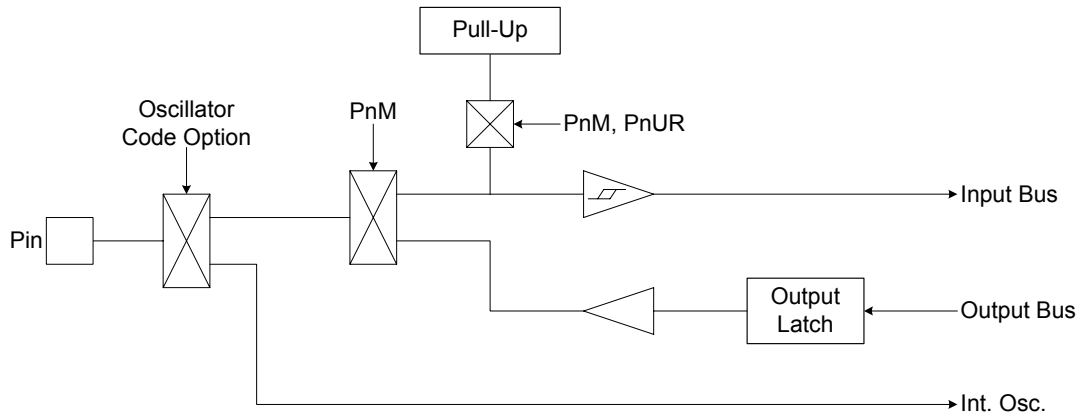 Pull-Up
Oscillator
Code Option
PnM
PnM, PnUR
Input Bus
Pin
Output
Latch
Output Bus
Int. Osc.